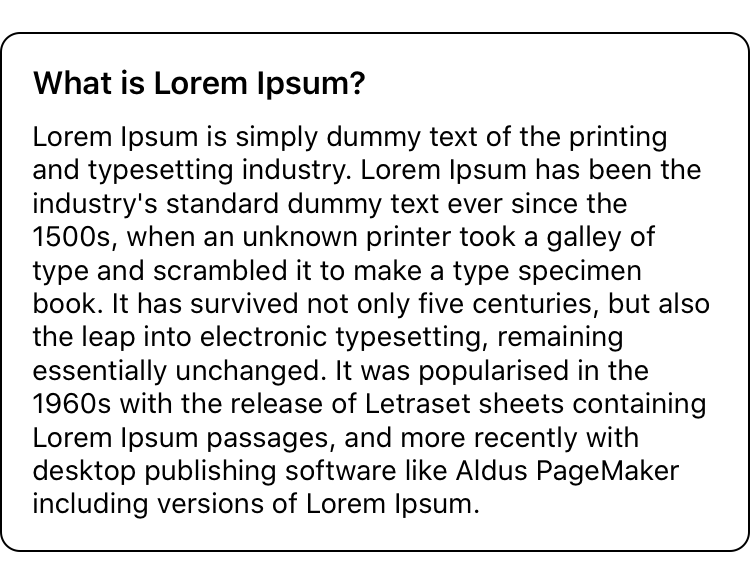 What is Lorem Ipsum?
Lorem Ipsum is simply dummy text of the printing
and typesetting industry. Lorem Ipsum has been the
industry's standard dummy text ever since the
1500s, when an unknown printer took a galley of
type and scrambled it to make a type specimen
book. It has survived not only five centuries, but also
the leap into electronic typesetting, remaining
essentially unchanged. It was popularised in the
1960s with the release of Letraset sheets containing
Lorem Ipsum passages, and more recently with
desktop publishing software like Aldus PageMaker
including versions of Lorem Ipsum.